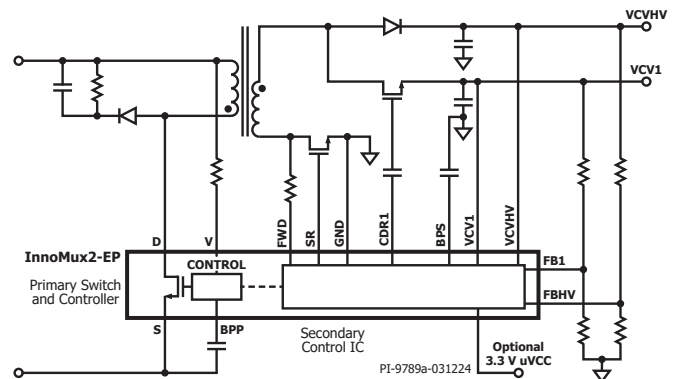 VCVHV
VCV1
D
V
FWD
SR
GND
CDR1
BPS
VCV1
VCVHV
InnoMux2-EP
Primary Switch
and Controller
CONTROL
FB1
FBHV
S
BPP
Secondary
Control IC
Optional
3.3 V uVCC
PI-9789a-031224